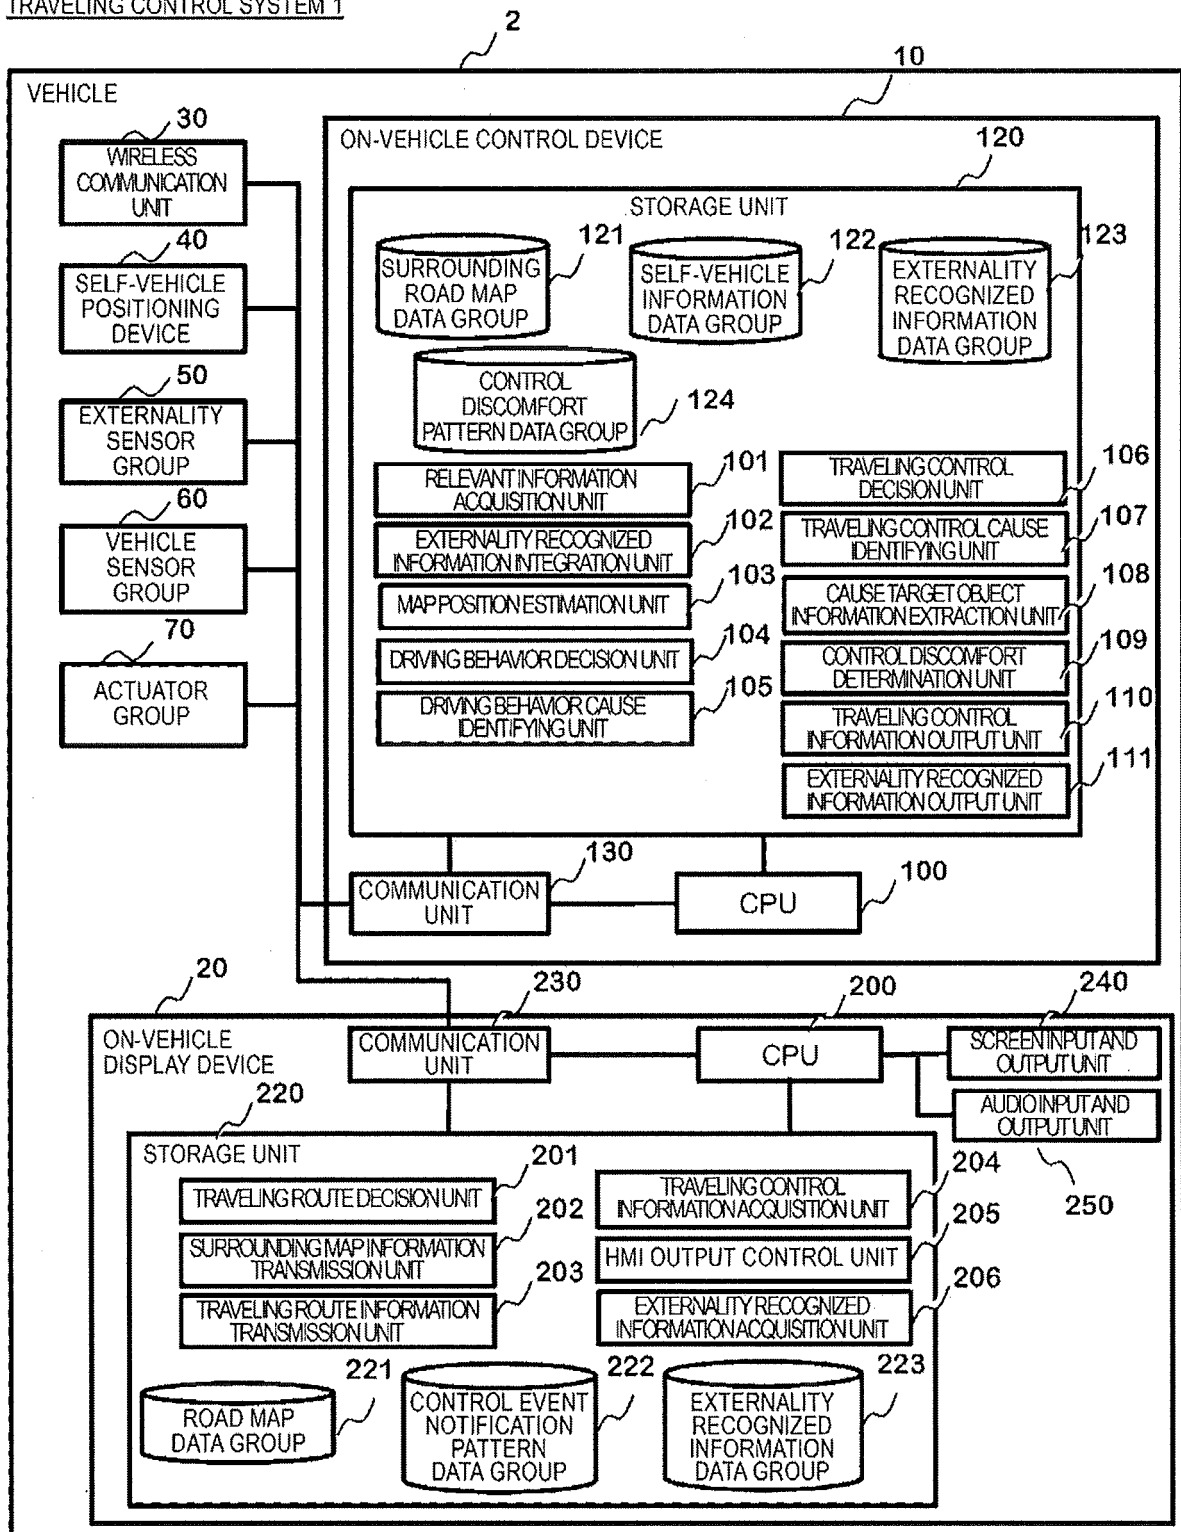 TRAVELING CONTROL SYSTEM 1
2
VEHICLE
10
ON-VEHICLE CONTROL DEVICE
30
WIRELESS
COMMUNICATION
UNIT
40
SELF-VEHICLE
POSITIONING
DEVICE
50
EXTERNALITY
SENSOR
GROUP
60
VEHICLE
SENSOR
GROUP
70
ACTUATOR
GROUP
120
STORAGE UNIT
121
SURROUNDING
ROAD MAP
DATA GROUP
122
SELF-VEHICLE
INFORMATION
DATA GROUP
123
EXTERNALITY
RECOGNIZED
INFORMATION
DATA GROUP
124
CONTROL
DISCOMFORT
PATTERN DATA GROUP
101
RELEVANT INFORMATION
ACQUISITION UNIT
102
EXTERNALITY RECOGNIZED
INFORMATION INTEGRATION UNIT
103
MAP POSITION ESTIMATION UNIT
104
DRIVING BEHAVIOR DECISION UNIT
105
DRIVING BEHAVIOR CAUSE
IDENTIFYING UNIT
106
TRAVELING CONTROL
DECISION UNIT
107
TRAVELING CONTROL CAUSE
IDENTIFYING UNIT
108
CAUSE TARGET OBJECT
INFORMATION EXTRACTION UNIT
109
CONTROL DISCOMFORT
DETERMINATION UNIT
110
TRAVELING CONTROL
INFORMATION OUTPUT UNIT
111
EXTERNALITY RECOGNIZED
INFORMATION OUTPUT UNIT
130
COMMUNICATION
UNIT
100
CPU
20
ON-VEHICLE
DISPLAY DEVICE
230
COMMUNICATION
UNIT
200
CPU
240
SCREEN INPUT AND
OUTPUT UNIT
AUDIO INPUT AND
OUTPUT UNIT
250
220
STORAGE UNIT
201
TRAVELING ROUTE DECISION UNIT
202
SURROUNDING MAP INFORMATION
TRANSMISSION UNIT
203
TRAVELING ROUTE INFORMATION
TRANSMISSION UNIT
204
TRAVELING CONTROL
INFORMATION ACQUISITION UNIT
205
HMI OUTPUT CONTROL UNIT
206
EXTERNALITY RECOGNIZED
INFORMATION ACQUISITION UNIT
221
ROAD MAP
DATA GROUP
222
CONTROL EVENT
NOTIFICATION
PATTERN
DATA GROUP
223
EXTERNALITY
RECOGNIZED
INFORMATION
DATA GROUP